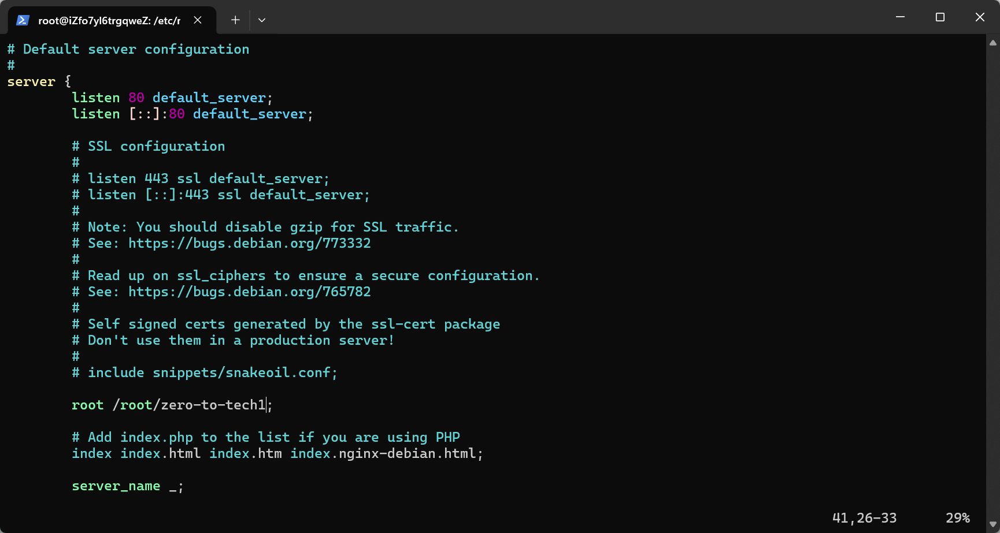 root@iZfo7yl6trgqweZ: /etc/r
# Default server configuration
#
server {
listen 80 default_server;
listen [::]:80 default_server;
# SSL configuration
#
# listen 443 ssl default_server;
# listen [::]:443 ssl default_server;
#
# Note: You should disable gzip for SSL traffic.
# See: https://bugs.debian.org/773332
#
# Read up on ssl_ciphers to ensure a secure configuration.
# See: https://bugs.debian.org/765782
#
# Self signed certs generated by the ssl-cert package
# Don't use them in a production server!
#
# include snippets/snakeoil.conf;
root /root/zero-to-tech1;
# Add index.php to the list if you are using PHP
index index.html index.htm index.nginx-debian.html;
server_name _;
41,26-33 29%